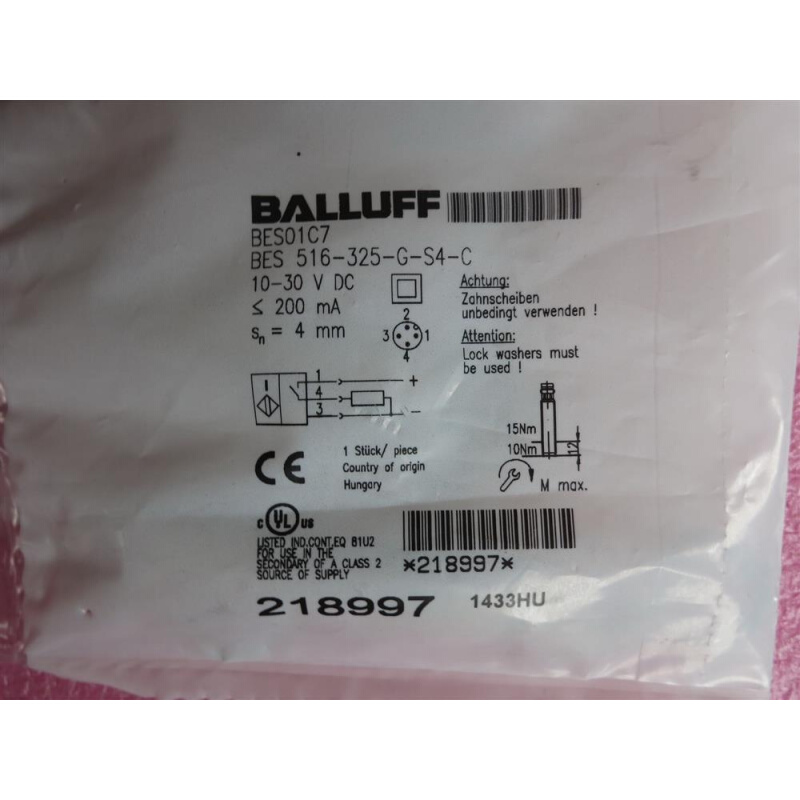 BALLUFF
BES01C7
BES 516-325-G-S4-C
10-30 V DC
≤ 200 mA
sn = 4 mm
2
3 1
4
Achtung:
Zahnscheiben
unbedingt verwenden !
Attention:
Lock washers must
be used !
1 +
4
3 −
I
15Nm
10Nm
12
M max.
1 Stück/ piece
Country of origin
Hungary
CE
c UL us
LISTED IND.CONT.EQ 81U2
FOR USE IN THE
SECONDARY OF A CLASS 2
SOURCE OF SUPPLY
*218997*
218997 1433HU